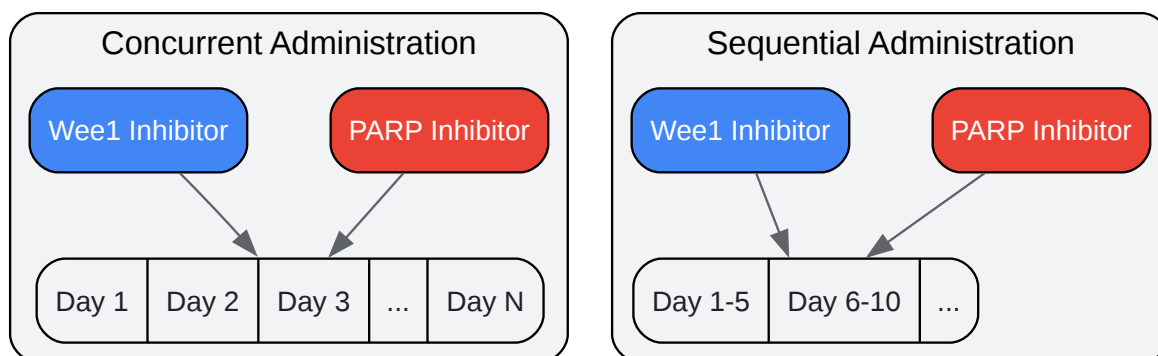 Concurrent Administration
Wee1 Inhibitor
PARP Inhibitor
Day 1
Day 2
Day 3
...
Day N
Sequential Administration
Wee1 Inhibitor
PARP Inhibitor
Day 1-5
Day 6-10
...